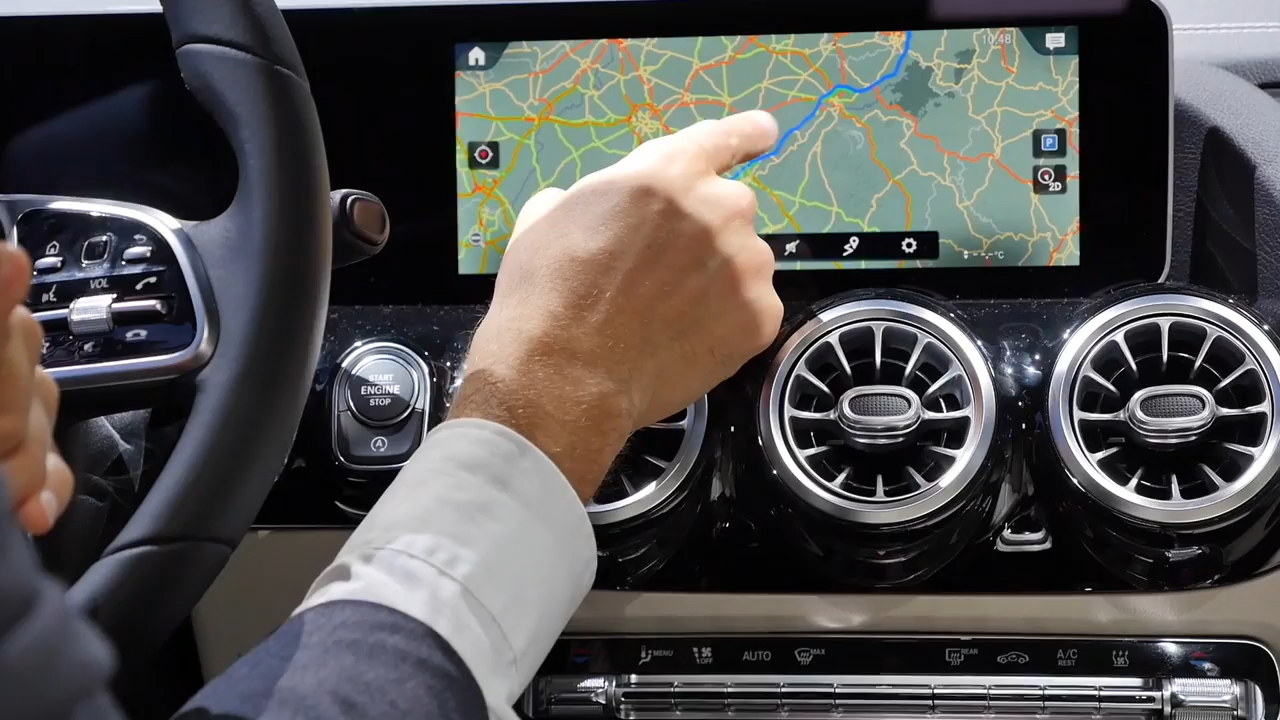 10:48
P
2D
--.-°C
VOL
START
ENGINE
STOP
A
MENU
OFF
AUTO
MAX
REAR
A/C
REST